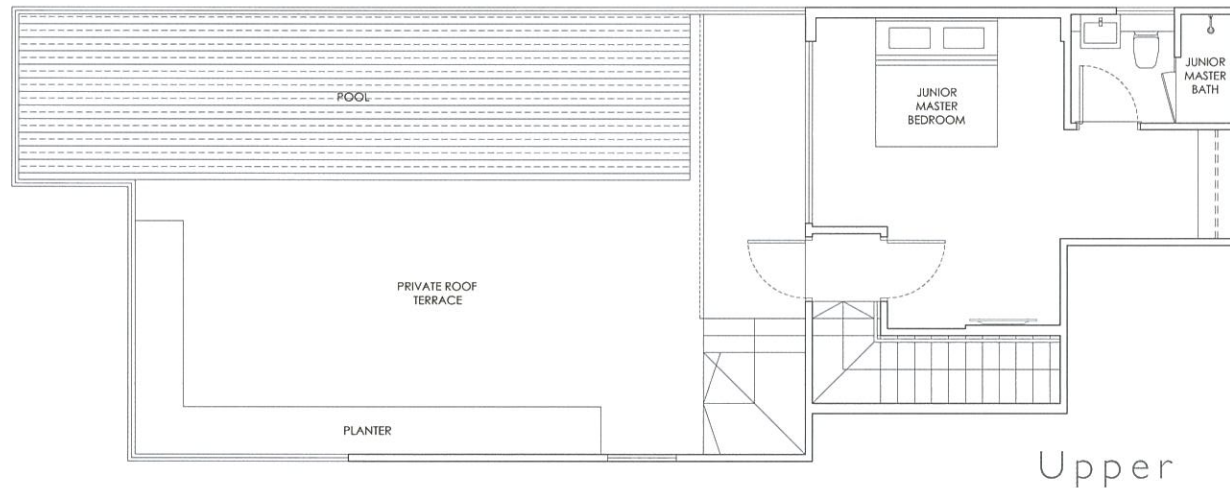 POOL
JUNIOR
MASTER
BEDROOM
JUNIOR
MASTER
BATH
PRIVATE ROOF
TERRACE
PLANTER
Upper